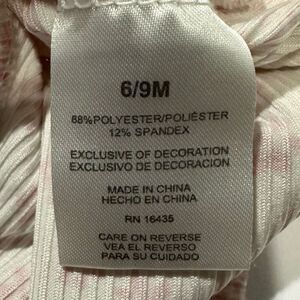 6/9M
88%POLYESTER/POLIÉSTER
12% SPANDEX
EXCLUSIVE OF DECORATION
EXCLUSIVO DE DECORACION
MADE IN CHINA
HECHO EN CHINA
RN 16435
CARE ON REVERSE
VEA EL REVERSO
PARA SU CUIDADO